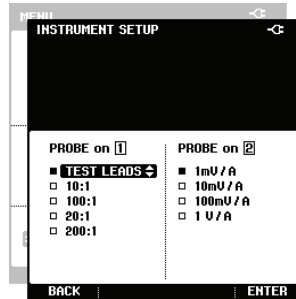 MENU
INSTRUMENT SETUP
PROBE on 1
TEST LEADS
10:1
100:1
20:1
200:1
PROBE on 2
1mV/A
10mV/A
100mV/A
1 V/A
BACK
ENTER